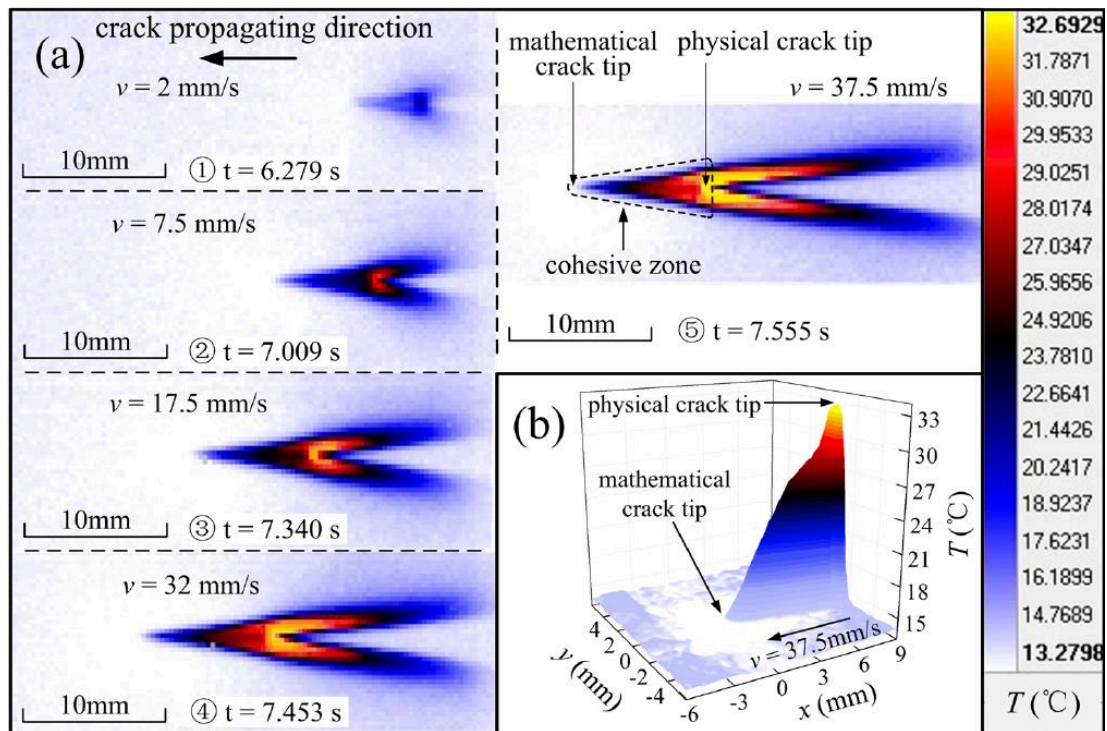 (a)
crack propagating direction
v = 2 mm/s
10mm
① t = 6.279 s
v = 7.5 mm/s
10mm
② t = 7.009 s
v = 17.5 mm/s
10mm
③ t = 7.340 s
v = 32 mm/s
10mm
④ t = 7.453 s
mathematical
crack tip
physical crack tip
v = 37.5 mm/s
cohesive zone
10mm
⑤ t = 7.555 s
(b)
physical crack tip
mathematical
crack tip
v = 37.5mm/s
33
30
27
24
21
18
15
T (℃)
4
2
0
-2
-4
y (mm)
-6
-3
0
3
6
9
x (mm)
32.6929
31.7871
30.9070
29.9533
29.0251
28.0174
27.0347
25.9656
24.9206
23.7810
22.6641
21.4426
20.2417
18.9237
17.6231
16.1899
14.7689
13.2798
T (℃)